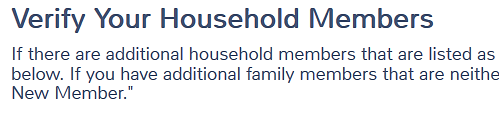 Verify Your Household Members
If there are additional household members that are listed as
below. If you have additional family members that are neithe
New Member."